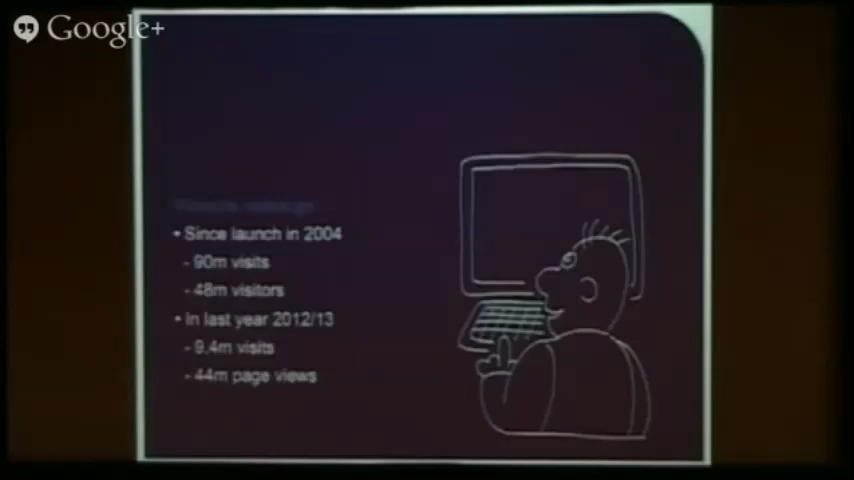 Google+
• Since launch in 2004
- 90m visits
- 48m visitors
• In last year 2012/13
- 9.4m visits
- 44m page views